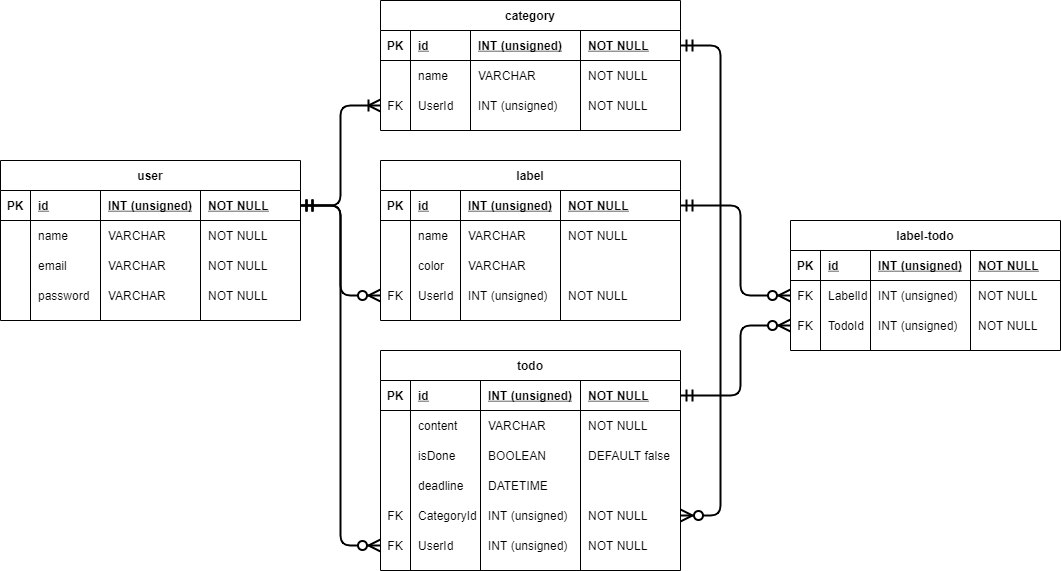 category
PK id INT (unsigned) NOT NULL
name VARCHAR NOT NULL
FK UserId INT (unsigned) NOT NULL
user
PK id INT (unsigned) NOT NULL
name VARCHAR NOT NULL
email VARCHAR NOT NULL
password VARCHAR NOT NULL
label
PK id INT (unsigned) NOT NULL
name VARCHAR NOT NULL
color VARCHAR
FK UserId INT (unsigned) NOT NULL
label-todo
PK id INT (unsigned) NOT NULL
FK LabelId INT (unsigned) NOT NULL
FK TodoId INT (unsigned) NOT NULL
todo
PK id INT (unsigned) NOT NULL
content VARCHAR NOT NULL
isDone BOOLEAN DEFAULT false
deadline DATETIME
FK CategoryId INT (unsigned) NOT NULL
FK UserId INT (unsigned) NOT NULL